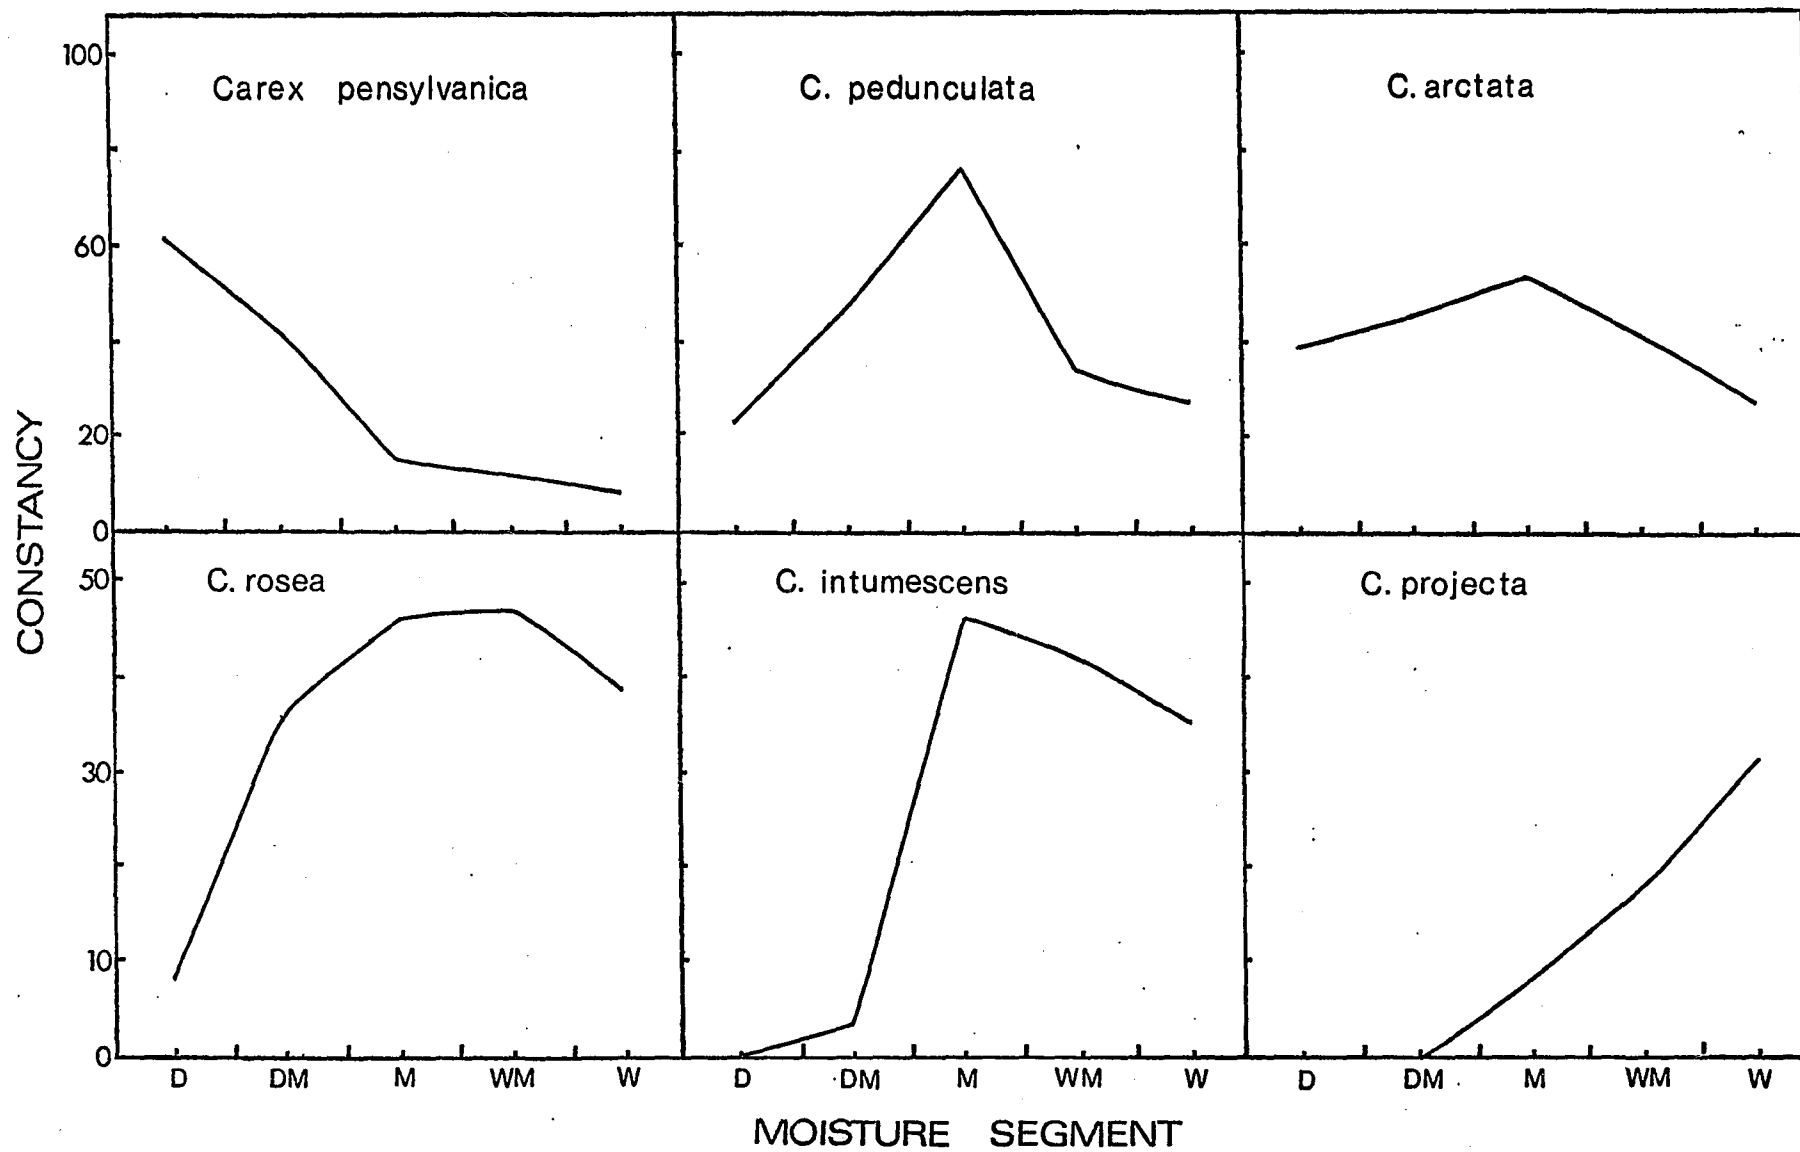 100
60
20
0
Carex pensylvanica
C. pedunculata
C. arctata
CONSTANCY
50
30
10
0
C. rosea
C. intumescens
C. projecta
D DM M WM W D DM M WM W D DM M WM W
MOISTURE SEGMENT